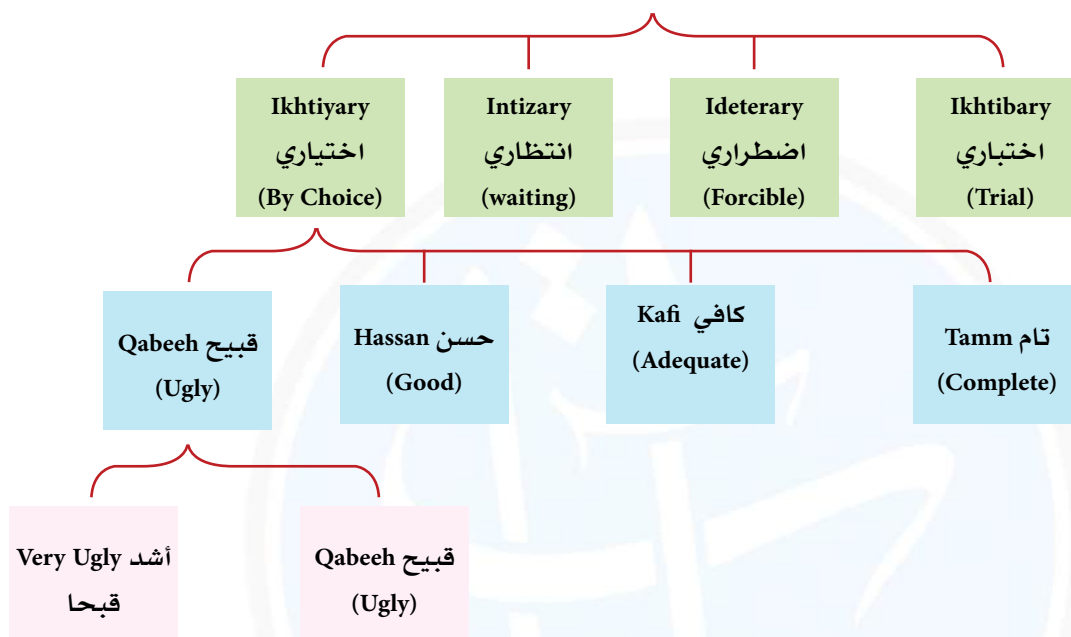 Ikhtiyary
اختياري
(By Choice)
Intizary
انتظاري
(waiting)
Ideterary
اضطراري
(Forcible)
Ikhtibary
اختباري
(Trial)
Qabeeh قبيح
(Ugly)
Hassan حسن
(Good)
Kafi كافي
(Adequate)
Tamm تام
(Complete)
Very Ugly أشد
قبحا
Qabeeh قبيح
(Ugly)